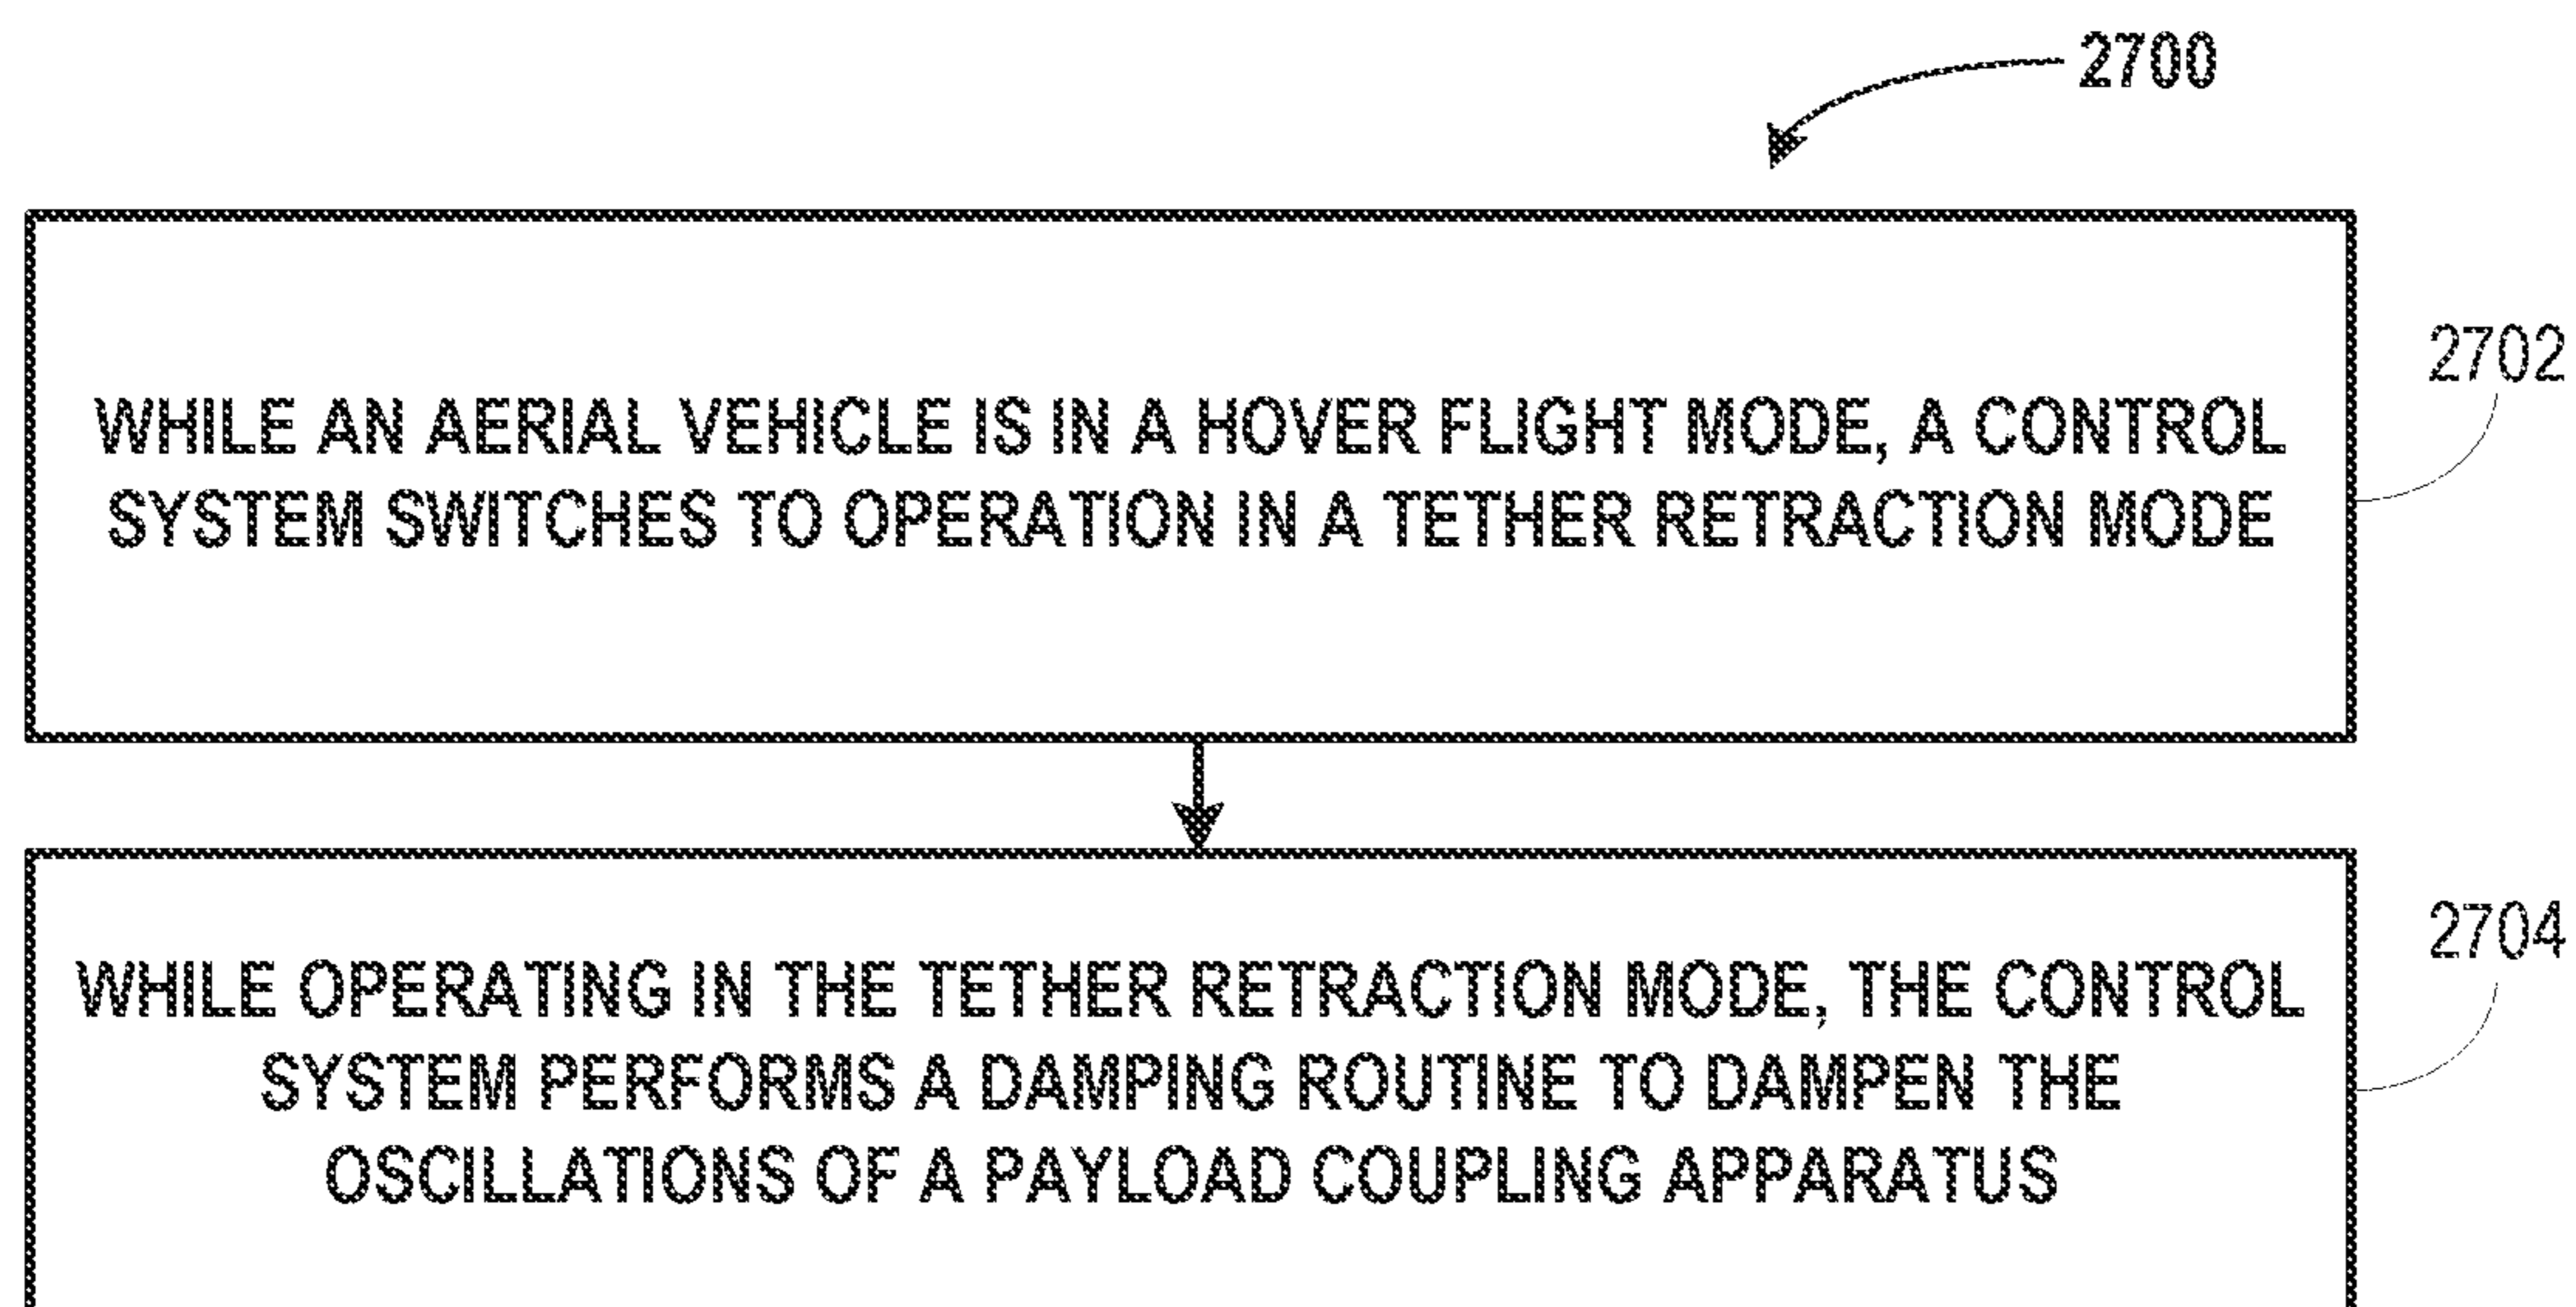 2700
WHILE AN AERIAL VEHICLE IS IN A HOVER FLIGHT MODE, A CONTROL
SYSTEM SWITCHES TO OPERATION IN A TETHER RETRACTION MODE
2702
WHILE OPERATING IN THE TETHER RETRACTION MODE, THE CONTROL
SYSTEM PERFORMS A DAMPING ROUTINE TO DAMPEN THE
OSCILLATIONS OF A PAYLOAD COUPLING APPARATUS
2704